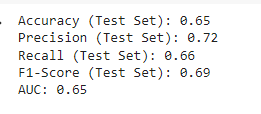 Accuracy (Test Set): 0.65
Precision (Test Set): 0.72
Recall (Test Set): 0.66
F1-Score (Test Set): 0.69
AUC: 0.65